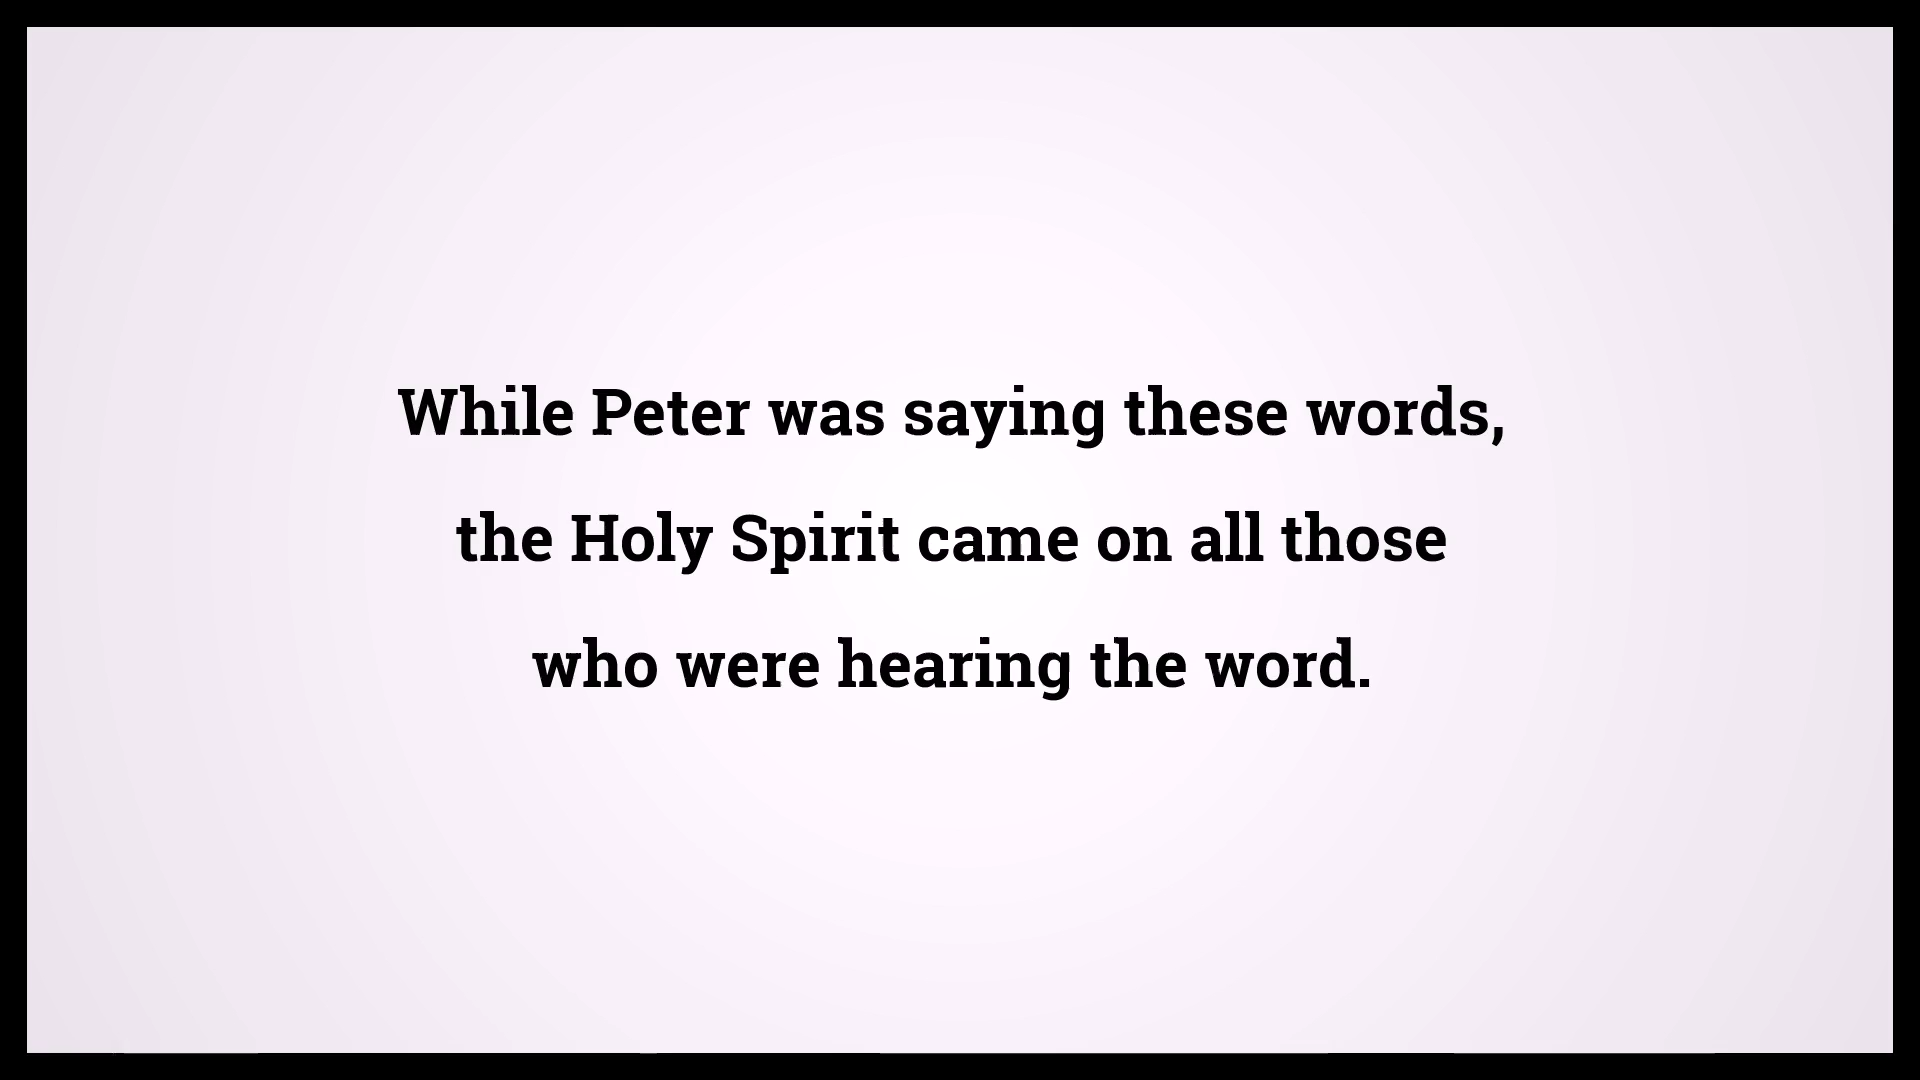 While Peter was saying these words,
the Holy Spirit came on all those
who were hearing the word.